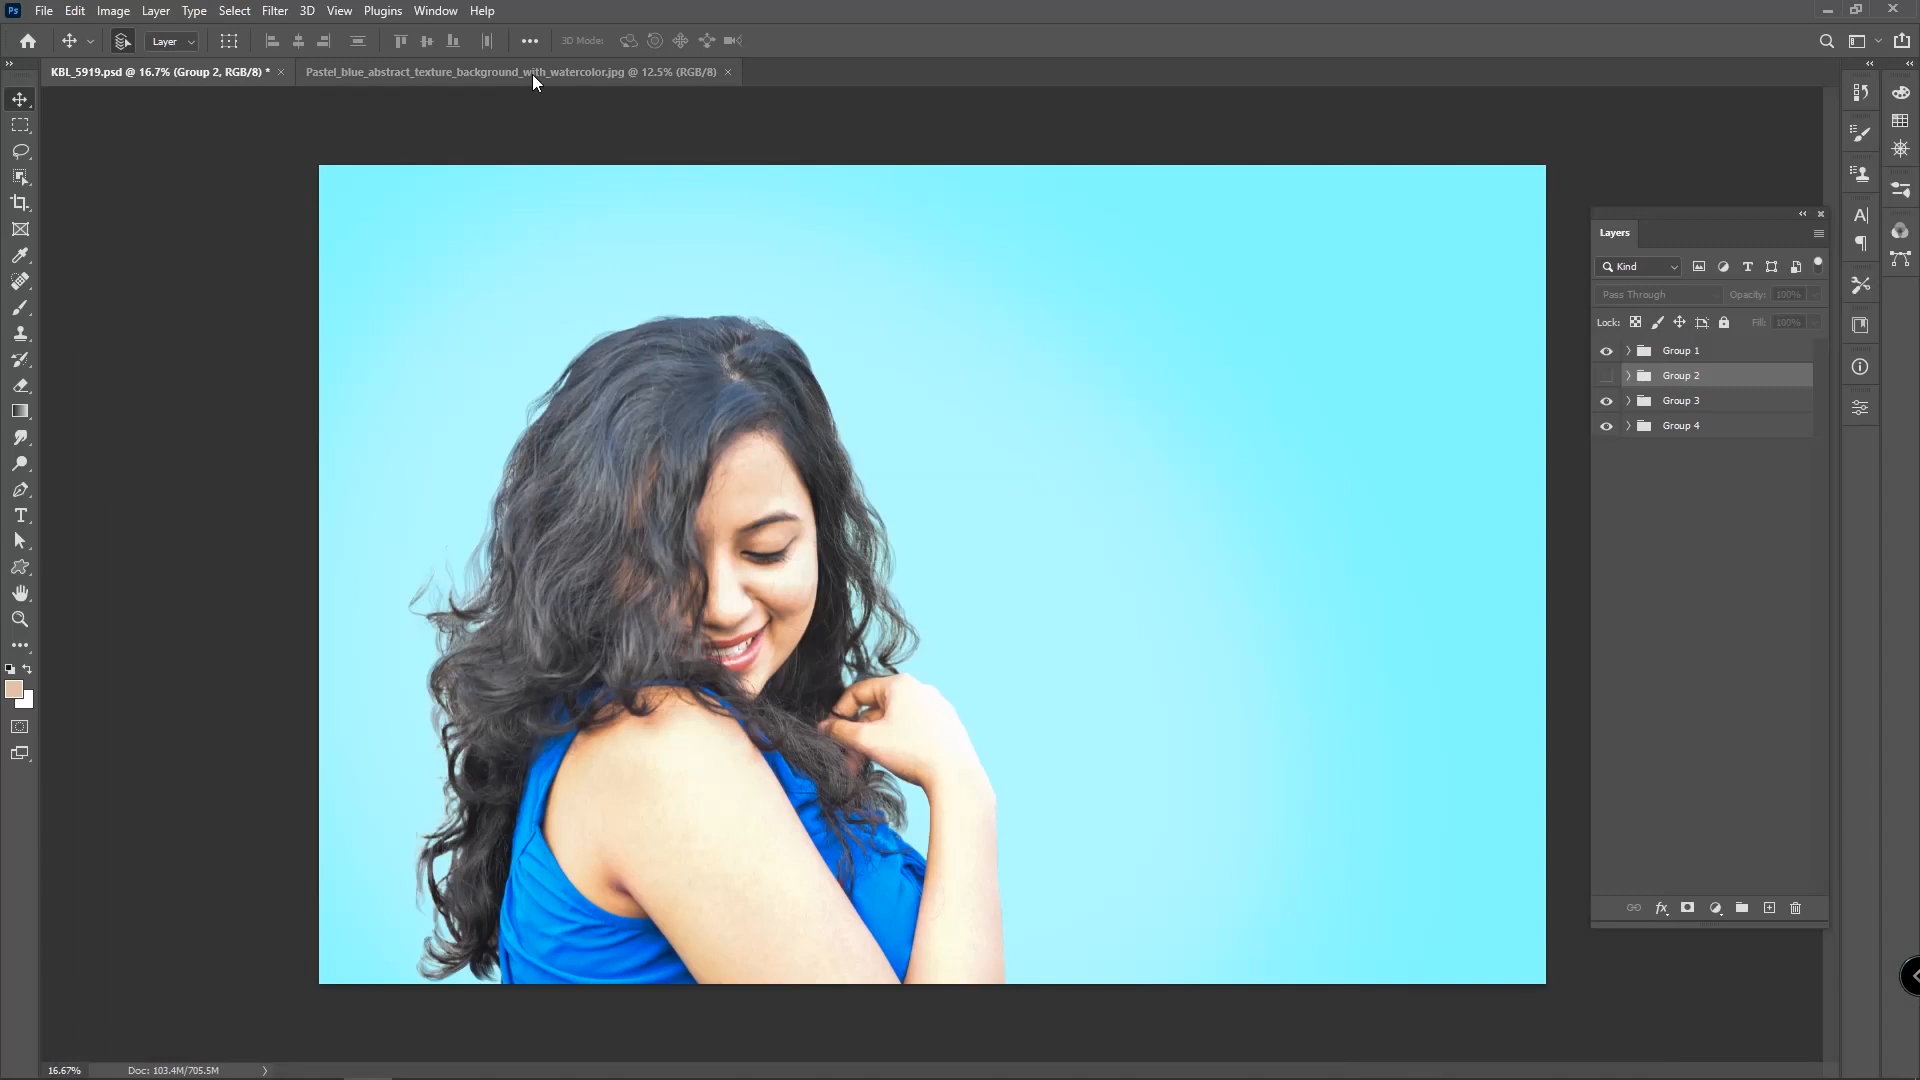 Ps File Edit Image Layer Type Select Filter 3D View Plugins Window Help
Layer 3D Mode:
KBL_5919.psd @ 16.7% (Group 2, RGB/8) * Pastel_blue_abstract_texture_background_with_watercolor.jpg @ 12.5% (RGB/8)
Layers
Kind
Pass Through Opacity: 100%
Lock: Fill: 100%
Group 1
Group 2
Group 3
Group 4
fx
16.67% Doc: 103.4M/705.5M